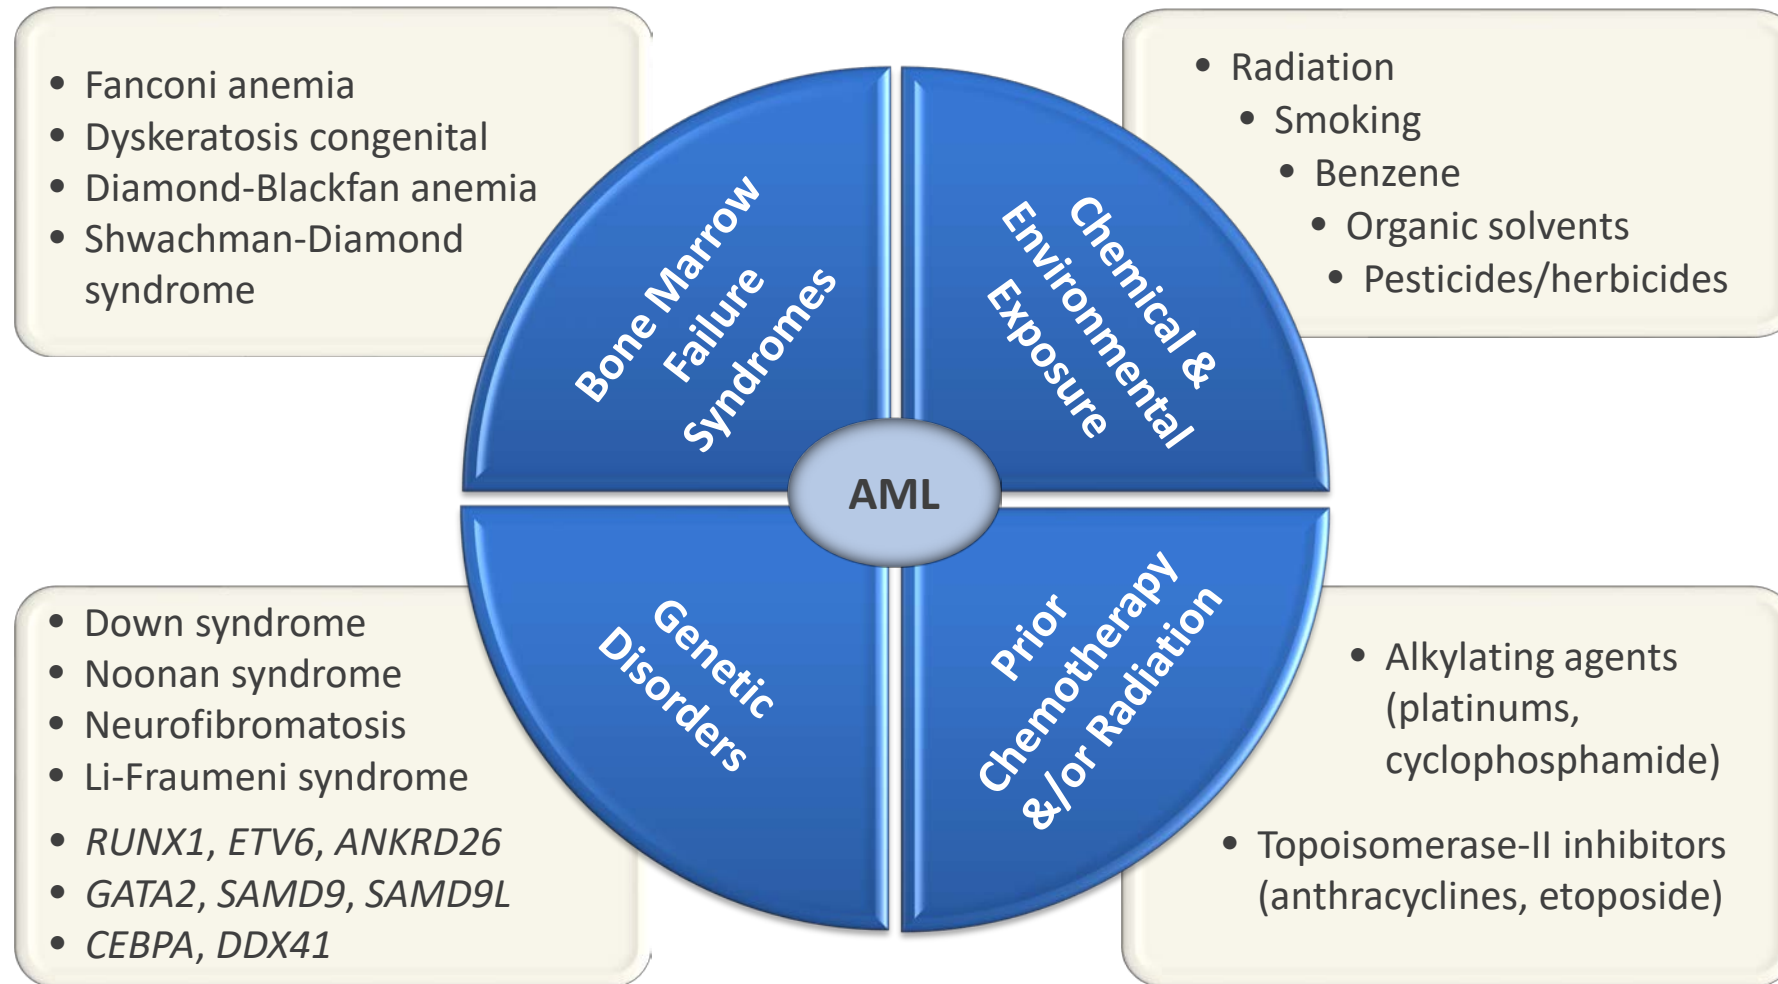 • Fanconi anemia
• Dyskeratosis congenital
• Diamond-Blackfan anemia
• Shwachman-Diamond
syndrome
Bone Marrow
Failure
Syndromes
Chemical &
Environmental
Exposure
• Radiation
• Smoking
• Benzene
• Organic solvents
• Pesticides/herbicides
AML
• Down syndrome
• Noonan syndrome
• Neurofibromatosis
• Li-Fraumeni syndrome
• RUNX1, ETV6, ANKRD26
• GATA2, SAMD9, SAMD9L
• CEBPA, DDX41
Genetic
Disorders
Prior
Chemotherapy
&/or Radiation
• Alkylating agents
(platinums,
cyclophosphamide)
• Topoisomerase-II inhibitors
(anthracyclines, etoposide)